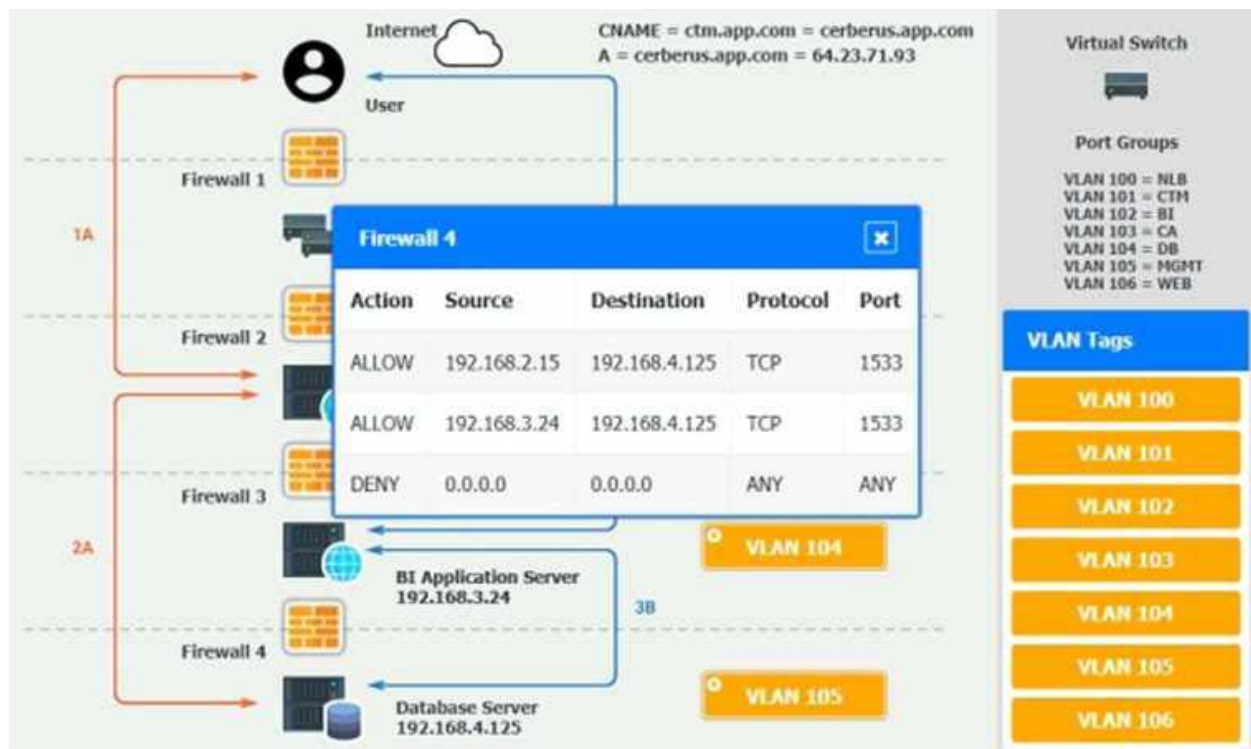 Internet
CNAME = ctm.app.com = cerberus.app.com
A = cerberus.app.com = 64.23.71.93
User
Firewall 1
1A
Firewall 2
Firewall 3
2A
BI Application Server
192.168.3.24
3B
Firewall 4
Database Server
192.168.4.125
VLAN 104
VLAN 105
Firewall 4
Action Source Destination Protocol Port
ALLOW 192.168.2.15 192.168.4.125 TCP 1533
ALLOW 192.168.3.24 192.168.4.125 TCP 1533
DENY 0.0.0.0 0.0.0.0 ANY ANY
Virtual Switch
Port Groups
VLAN 100 = NLB
VLAN 101 = CTM
VLAN 102 = BI
VLAN 103 = CA
VLAN 104 = DB
VLAN 105 = MGMT
VLAN 106 = WEB
VLAN Tags
VLAN 100
VLAN 101
VLAN 102
VLAN 103
VLAN 104
VLAN 105
VLAN 106